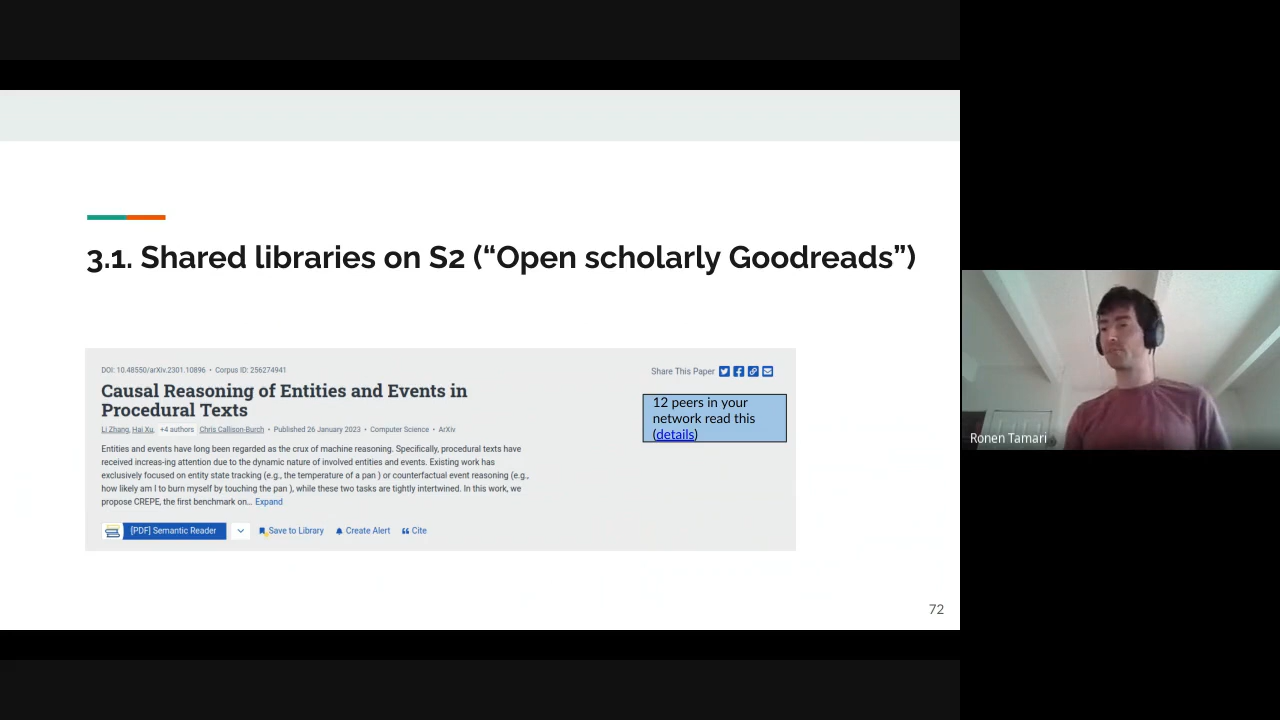 3.1. Shared libraries on S2 (“Open scholarly Goodreads”)
DOI: 10.48550/arXiv.2301.10896 • Corpus ID: 256274941
Causal Reasoning of Entities and Events in
Procedural Texts
Li Zhang, Hai Xu, +4 authors Chris Callison-Burch • Published 26 January 2023 • Computer Science • ArXiv
Entities and events have long been regarded as the crux of machine reasoning. Specifically, procedural texts have
received increas-ing attention due to the dynamic nature of involved entities and events. Existing work has
exclusively focused on entity state tracking (e.g., the temperature of a pan ) or counterfactual event reasoning (e.g.,
how likely am I to burn myself by touching the pan ), while these two tasks are tightly intertwined. In this work, we
propose CREPE, the first benchmark on... Expand
[PDF] Semantic Reader
Save to Library
Create Alert
Cite
Share This Paper
12 peers in your
network read this
(details)
72
Ronen Tamari